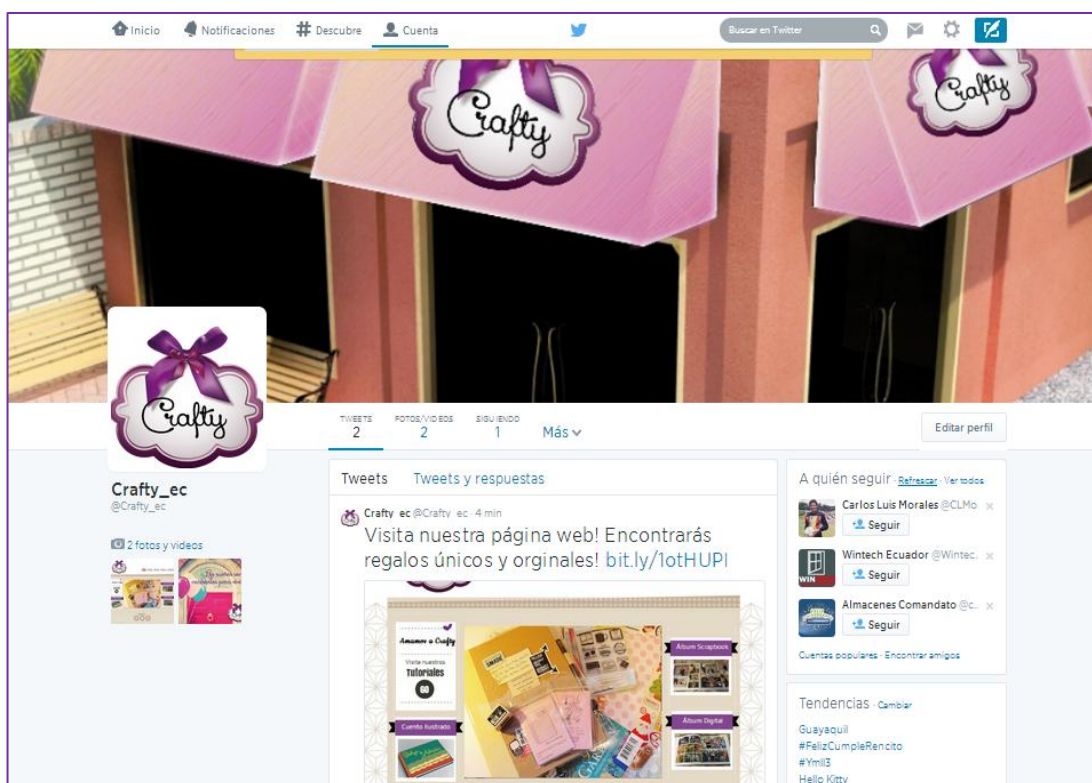 Inicio Notificaciones Descubre Cuenta Buscar en Twitter
Crafty
Crafty
Crafty
TWEETS FOTOS/VIDEOS SIGUIENDO
2 2 1 Más
Editar perfil
Crafty_ec
@Crafty_ec
2 fotos y videos
Tweets Tweets y respuestas
Crafty_ec @Crafty_ec · 4 min
Visita nuestra página web! Encontrarás
regalos únicos y orginales! bit.ly/1otHUPI
Amamos a Crafty
Visita nuestros
Tutoriales
GO
Cuento Ilustrado
Álbum Scrapbook
Álbum Digital
A quién seguir · Refrescar · Ver todos
Carlos Luis Morales @CLMo
Seguir
Wintech Ecuador @Wintec.
Seguir
Almacenes Comandato @c..
Seguir
Cuentas populares · Encontrar amigos
Tendencias · Cambiar
Guayaquil
#FelizCumpleRencito
#Ymll3
Hello Kitty